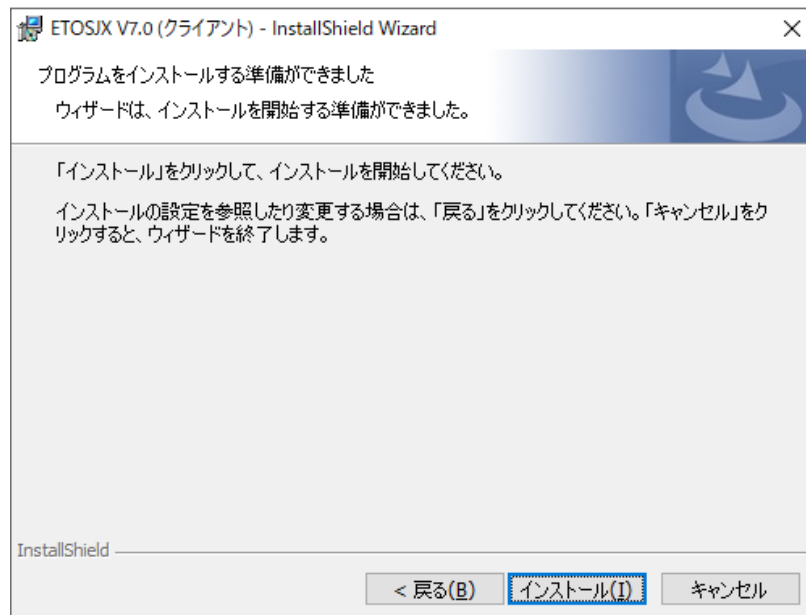 ETOSJX V7.0 (クライアント) - InstallShield Wizard
プログラムをインストールする準備ができました
ウィザードは、インストールを開始する準備ができました。
「インストール」をクリックして、インストールを開始してください。
インストールの設定を参照したり変更する場合は、「戻る」をクリックしてください。「キャンセル」をク
リックすると、ウィザードを終了します。
InstallShield
< 戻る(B)
インストール(I)
キャンセル